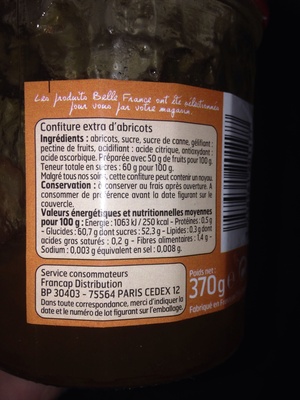 Les produits Belle France ont été sélectionnés
pour vous par votre magasin.
Confiture extra d'abricots
Ingrédients : abricots, sucre, sucre de canne, gélifiant :
pectine de fruits, acidifiant : acide citrique, antioxydant :
acide ascorbique. Préparée avec 50 g de fruits pour 100 g.
Teneur totale en sucres : 60 g pour 100 g.
Malgré tous nos soins, cette confiture peut contenir un noyau.
Conservation : à conserver au frais après ouverture. A
consommer de préférence avant la date figurant sur le
couvercle.
Valeurs énergétiques et nutritionnelles moyennes
pour 100 g : Energie : 1063 kJ / 250 kcal - Protéines : 0.5 g
- Glucides : 60,7 g dont sucres : 52.3 g - Lipides : 0.3 g dont
acides gras saturés : 0,2 g - Fibres alimentaires : 1,4 g -
Sodium : 0.003 g équivalent en sel : 0.008 g.
Service consommateurs
Francap Distribution
BP 30403 - 75564 PARIS CEDEX 12
Dans toute correspondance, merci d'indiquer la
date et le numéro de lot figurant sur l'emballage.
Poids net :
370 g
Fabriqué en